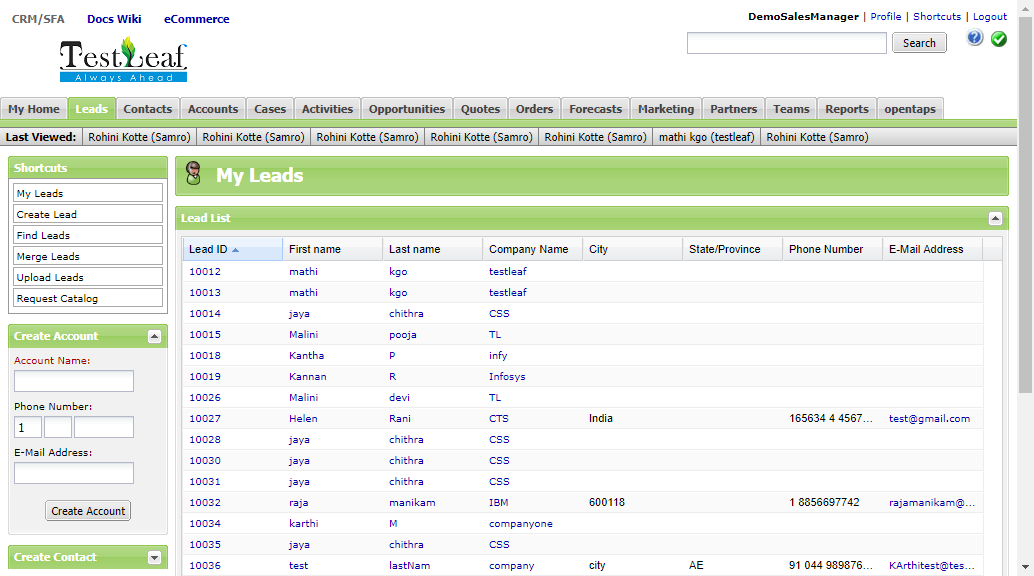 CRM/SFA Docs Wiki eCommerce
DemoSalesManager | Profile | Shortcuts | Logout
Search
TestLeaf
Always Ahead
My Home Leads Contacts Accounts Cases Activities Opportunities Quotes Orders Forecasts Marketing Partners Teams Reports opentaps
Last Viewed: Rohini Kotte (Samro) Rohini Kotte (Samro) Rohini Kotte (Samro) Rohini Kotte (Samro) Rohini Kotte (Samro) mathi kgo (testleaf) Rohini Kotte (Samro)
Shortcuts
My Leads
Create Lead
Find Leads
Merge Leads
Upload Leads
Request Catalog
Create Account
Account Name:
Phone Number:
1
E-Mail Address:
Create Account
Create Contact
My Leads
Lead List
Lead ID First name Last name Company Name City State/Province Phone Number E-Mail Address
10012 mathi kgo testleaf
10013 mathi kgo testleaf
10014 jaya chithra CSS
10015 Malini pooja TL
10018 Kantha P infy
10019 Kannan R Infosys
10026 Malini devi TL
10027 Helen Rani CTS India 165634 4 4567... test@gmail.com
10028 jaya chithra CSS
10030 jaya chithra CSS
10031 jaya chithra CSS
10032 raja manikam IBM 600118 1 8856697742 rajamanikam@...
10034 karthi M companyone
10035 jaya chithra CSS
10036 test lastNam company city AE 91 044 989876... KArthitest@tes...